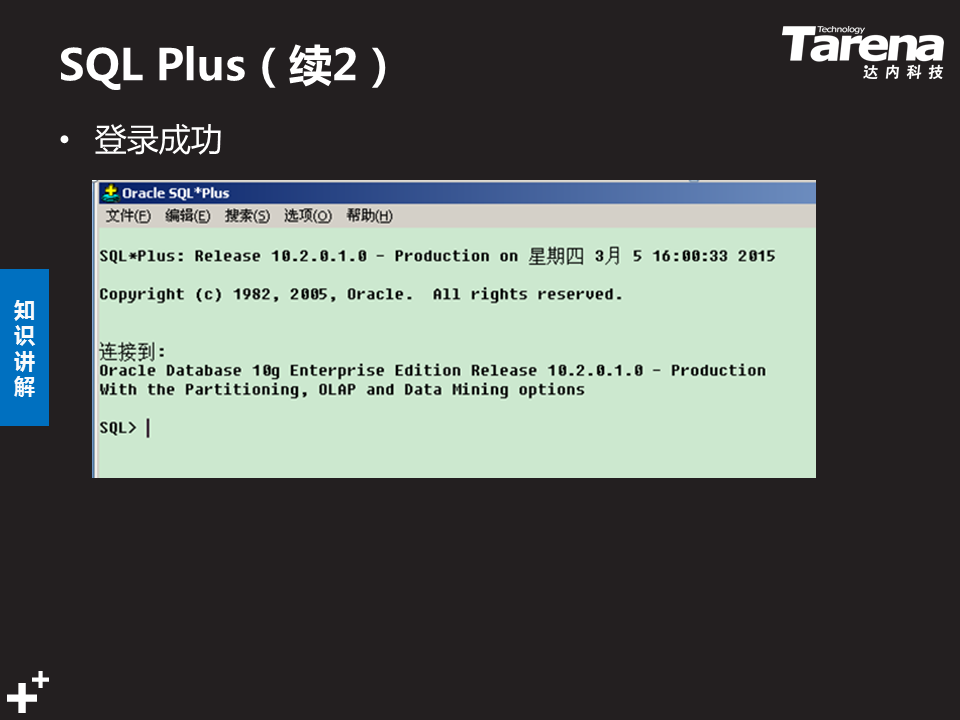 SQL Plus（续2）
Technology
Tarena
达内科技
• 登录成功
Oracle SQL*Plus
文件(F) 编辑(E) 搜索(S) 选项(O) 帮助(H)
SQL*Plus: Release 10.2.0.1.0 - Production on 星期四 3月 5 16:00:33 2015
Copyright (c) 1982, 2005, Oracle.  All rights reserved.
连接到:
Oracle Database 10g Enterprise Edition Release 10.2.0.1.0 - Production
With the Partitioning, OLAP and Data Mining options
SQL>
知
识
讲
解